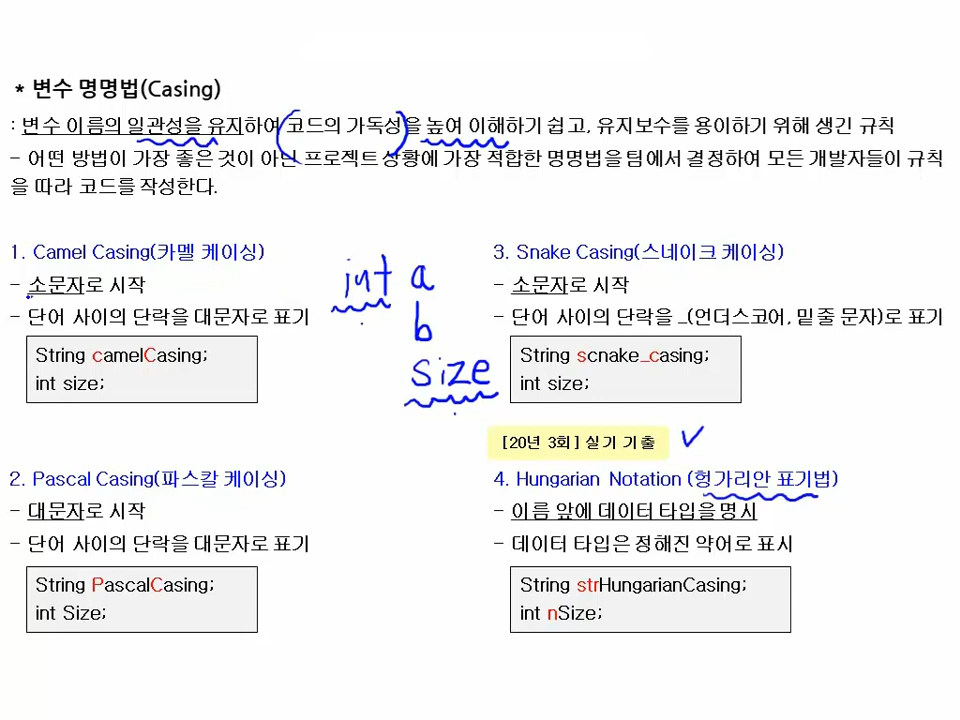 * 변수 명명법(Casing)
: 변수 이름의 일관성을 유지하여 코드의 가독성을 높여 이해하기 쉽고, 유지보수를 용이하기 위해 생긴 규칙
- 어떤 방법이 가장 좋은 것이 아닌 프로젝트 상황에 가장 적합한 명명법을 팀에서 결정하여 모든 개발자들이 규칙
을 따라 코드를 작성한다.
1. Camel Casing(카멜 케이싱)
- 소문자로 시작
- 단어 사이의 단락을 대문자로 표기
String camelCasing;
int size;
int a
b
size
3. Snake Casing(스네이크 케이싱)
- 소문자로 시작
- 단어 사이의 단락을 _(언더스코어, 밑줄 문자)로 표기
String scnake_casing;
int size;
2. Pascal Casing(파스칼 케이싱)
- 대문자로 시작
- 단어 사이의 단락을 대문자로 표기
String PascalCasing;
int Size;
[20년 3회] 실기 기출
4. Hungarian Notation (헝가리안 표기법)
- 이름 앞에 데이터 타입을 명시
- 데이터 타입은 정해진 약어로 표시
String strHungarianCasing;
int nSize;